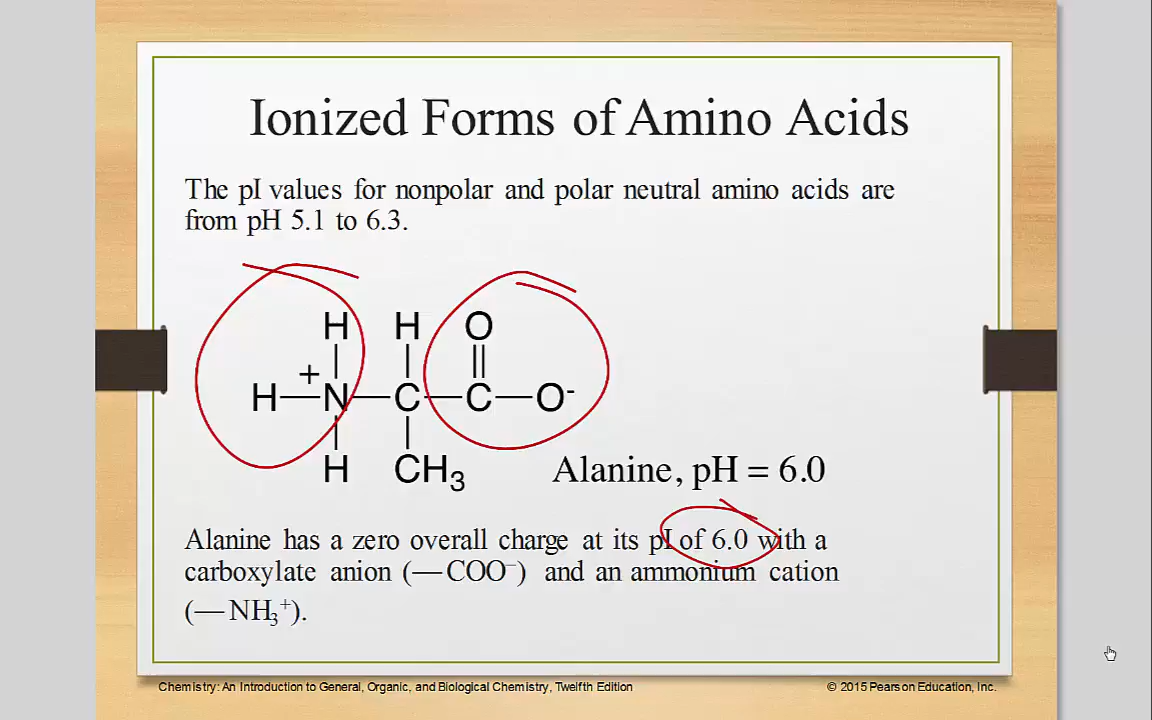 Ionized Forms of Amino Acids
The pI values for nonpolar and polar neutral amino acids are
from pH 5.1 to 6.3.
H H O
+
H—N—C—C—O-
H CH3
Alanine, pH = 6.0
Alanine has a zero overall charge at its pI of 6.0 with a
carboxylate anion (—COO–) and an ammonium cation
(—NH3+).
Chemistry: An Introduction to General, Organic, and Biological Chemistry, Twelfth Edition
© 2015 Pearson Education, Inc.